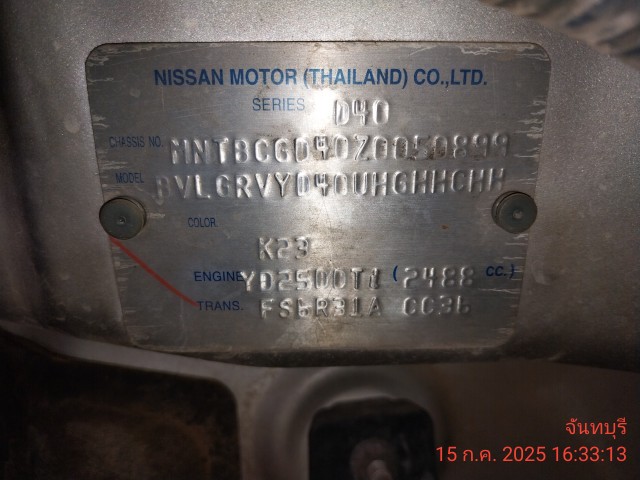 NISSAN MOTOR (THAILAND) CO.,LTD.
SERIES D40
CHASSIS NO. MNTBCGD40Z0050899
MODEL BVLGRVYD40UHGHHCHH
COLOR
K23
ENGINE YD25DDTi (2488 CC.)
TRANS. FS6R31A CC36
จันทบุรี
15 ก.ค. 2025 16:33:13